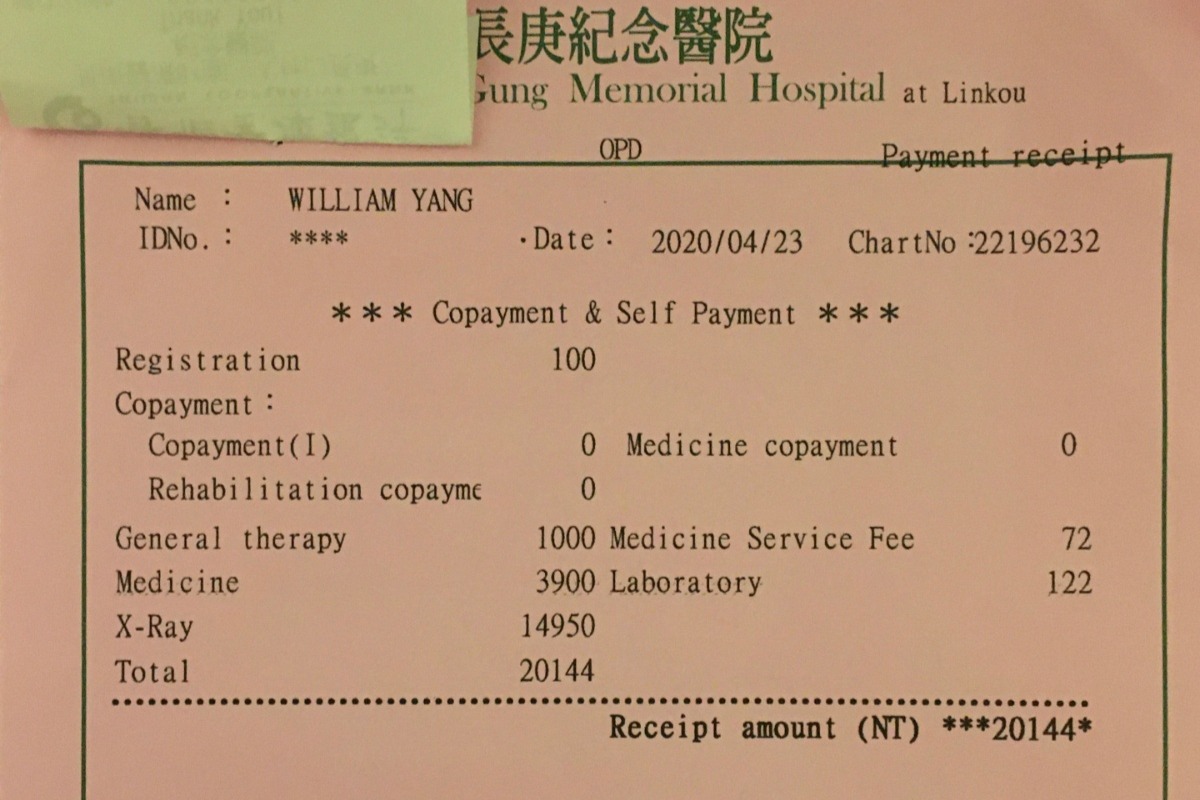 長庚紀念醫院
Gung Memorial Hospital at Linkou
OPD Payment receipt
Name : WILLIAM YANG
IDNo. : **** Date : 2020/04/23 ChartNo :22196232
*** Copayment & Self Payment ***
Registration 100
Copayment :
Copayment(I) 0 Medicine copayment 0
Rehabilitation copayme 0
General therapy 1000 Medicine Service Fee 72
Medicine 3900 Laboratory 122
X-Ray 14950
Total 20144
Receipt amount (NT) ***20144*